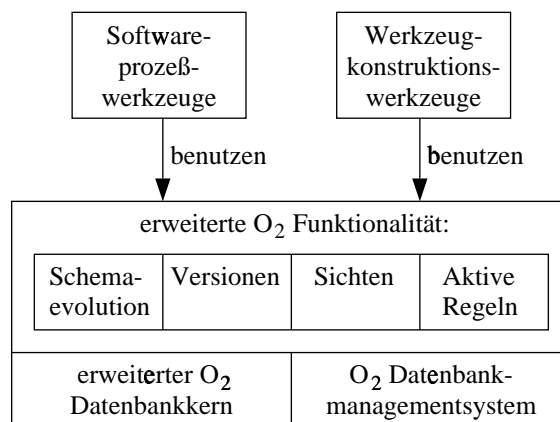 Software-
prozeß-
werkzeuge
Werkzeug-
konstruktions-
werkzeuge
benutzen
benutzen
erweiterte O2 Funktionalität:
Schema-
evolution
Versionen
Sichten
Aktive
Regeln
erweiterter O2
Datenbankkern
O2 Datenbank-
managementsystem